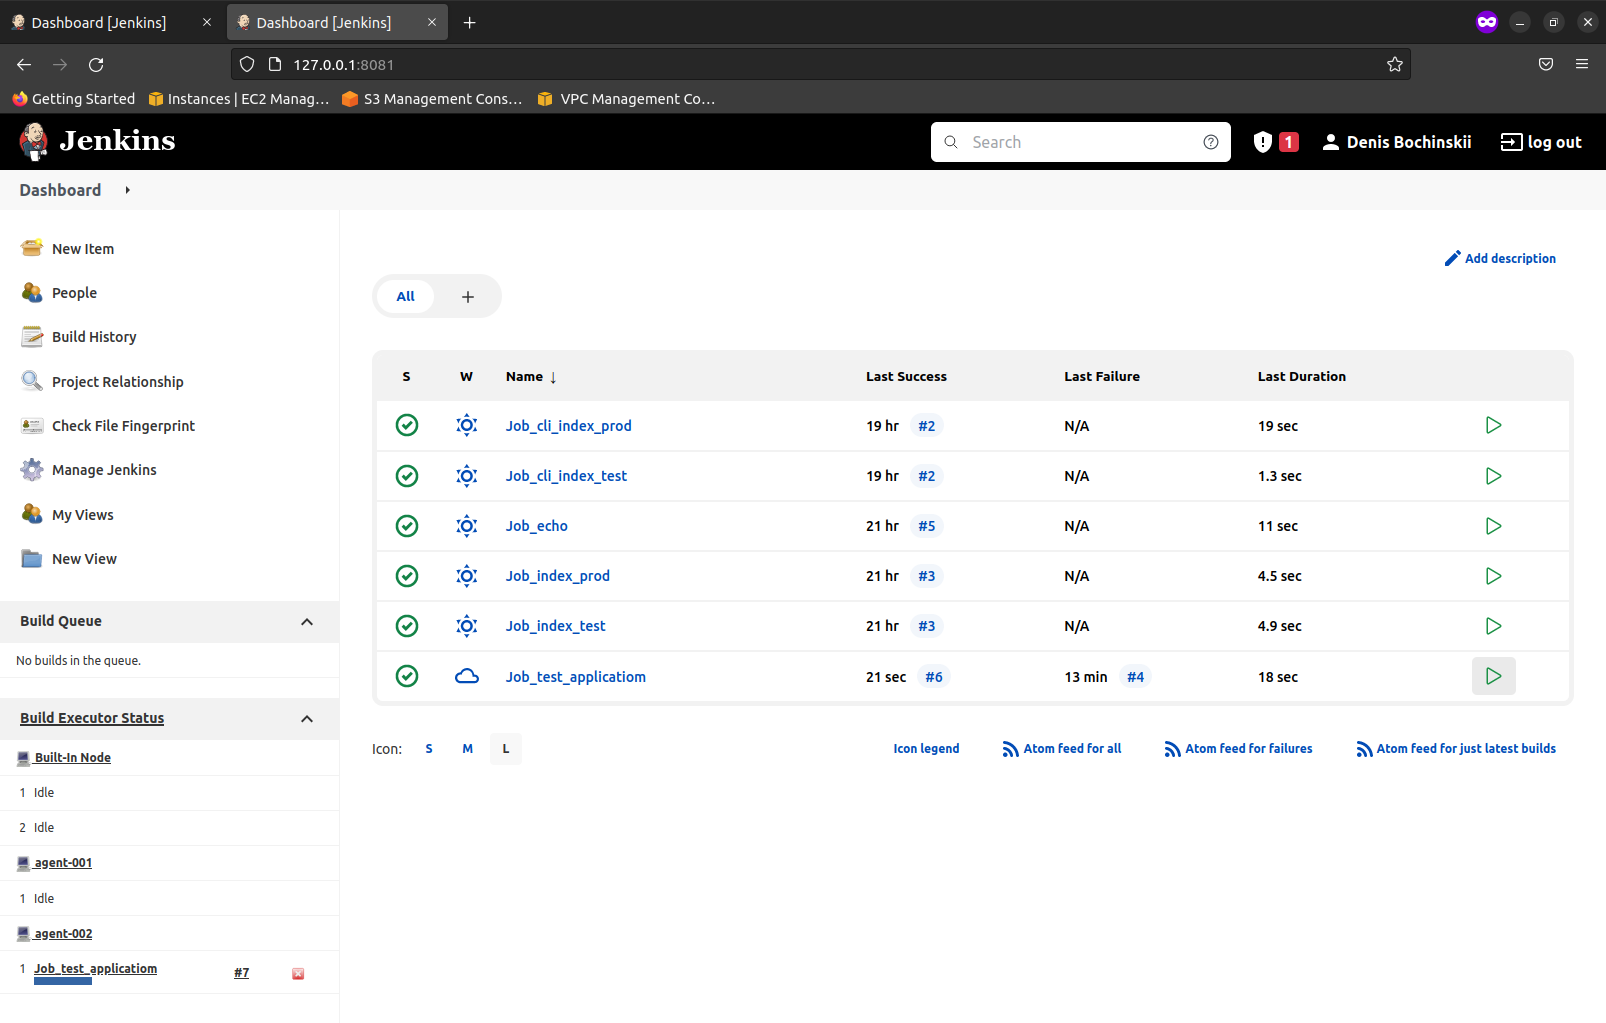 Dashboard [Jenkins]
Dashboard [Jenkins]
127.0.0.1:8081
Getting Started
Instances | EC2 Manag…
S3 Management Cons…
VPC Management Co…
Jenkins
Search
1
Denis Bochinskii
log out
Dashboard
New Item
People
Build History
Project Relationship
Check File Fingerprint
Manage Jenkins
My Views
New View
Build Queue
No builds in the queue.
Build Executor Status
Built-In Node
1 Idle
2 Idle
agent-001
1 Idle
agent-002
1 Job_test_applicatiom #7
Add description
All +
S W Name ↓ Last Success Last Failure Last Duration
Job_cli_index_prod 19 hr #2 N/A 19 sec
Job_cli_index_test 19 hr #2 N/A 1.3 sec
Job_echo 21 hr #5 N/A 11 sec
Job_index_prod 21 hr #3 N/A 4.5 sec
Job_index_test 21 hr #3 N/A 4.9 sec
Job_test_applicatiom 21 sec #6 13 min #4 18 sec
Icon: S M L
Icon legend
Atom feed for all
Atom feed for failures
Atom feed for just latest builds